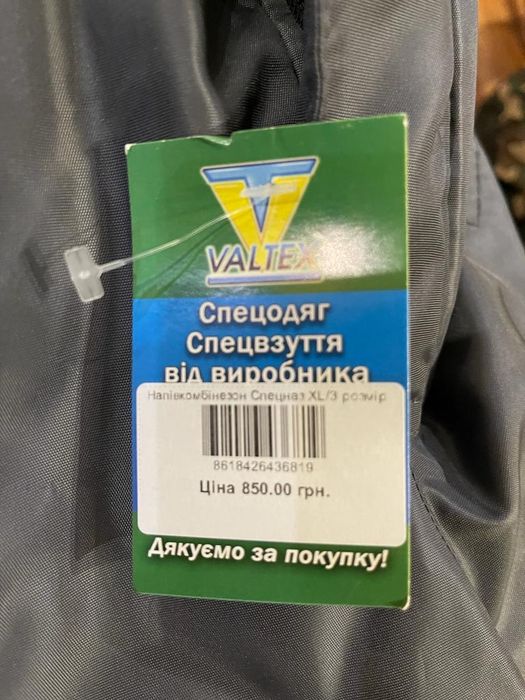 VALTEX
Спецодяг
Спецвзуття
від виробника
Напівкомбінезон Спецназ XL/3 розмір
8618426436819
Ціна 850.00 грн.
Дякуємо за покупку!